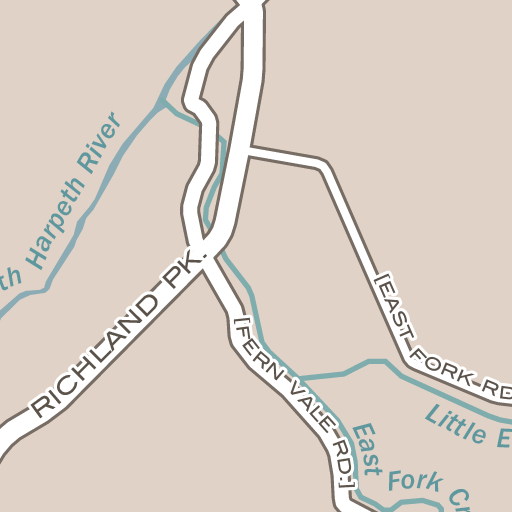 th Harpeth River
RICHLAND PK.
[EAST FORK RD
[FERN VALE RD.]
Little E
East Fork Cr